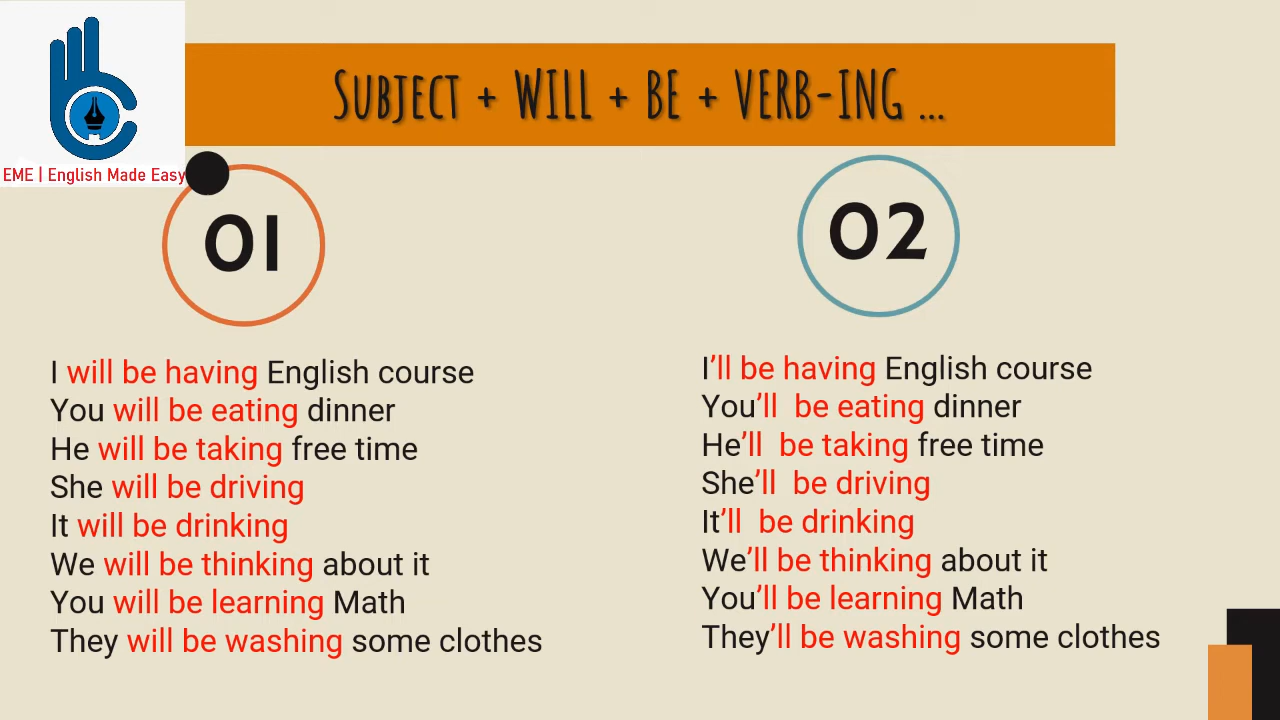 Subject + WILL + BE + VERB-ING ...
EME | English Made Easy
01
I will be having English course
You will be eating dinner
He will be taking free time
She will be driving
It will be drinking
We will be thinking about it
You will be learning Math
They will be washing some clothes
02
I’ll be having English course
You’ll be eating dinner
He’ll be taking free time
She’ll be driving
It’ll be drinking
We’ll be thinking about it
You’ll be learning Math
They’ll be washing some clothes